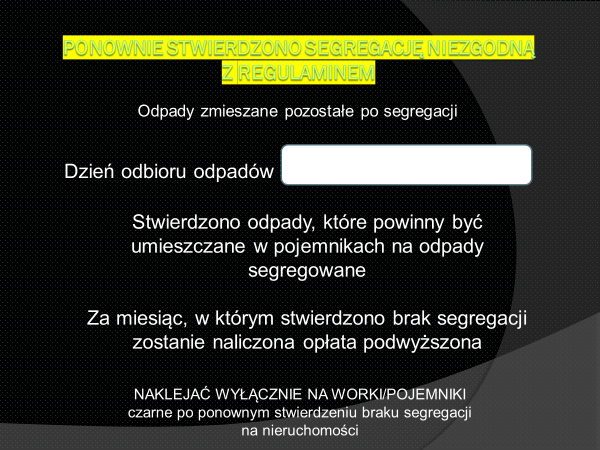 PONOWNIE STWIERDZONO SEGREGACJĘ NIEZGODNĄ
Z REGULAMINEM
Odpady zmieszane pozostałe po segregacji
Dzień odbioru odpadów
Stwierdzono odpady, które powinny być
umieszczane w pojemnikach na odpady
segregowane
Za miesiąc, w którym stwierdzono brak segregacji
zostanie naliczona opłata podwyższona
NAKLEJAĆ WYŁĄCZNIE NA WORKI/POJEMNIKI
czarne po ponownym stwierdzeniu braku segregacji
na nieruchomości